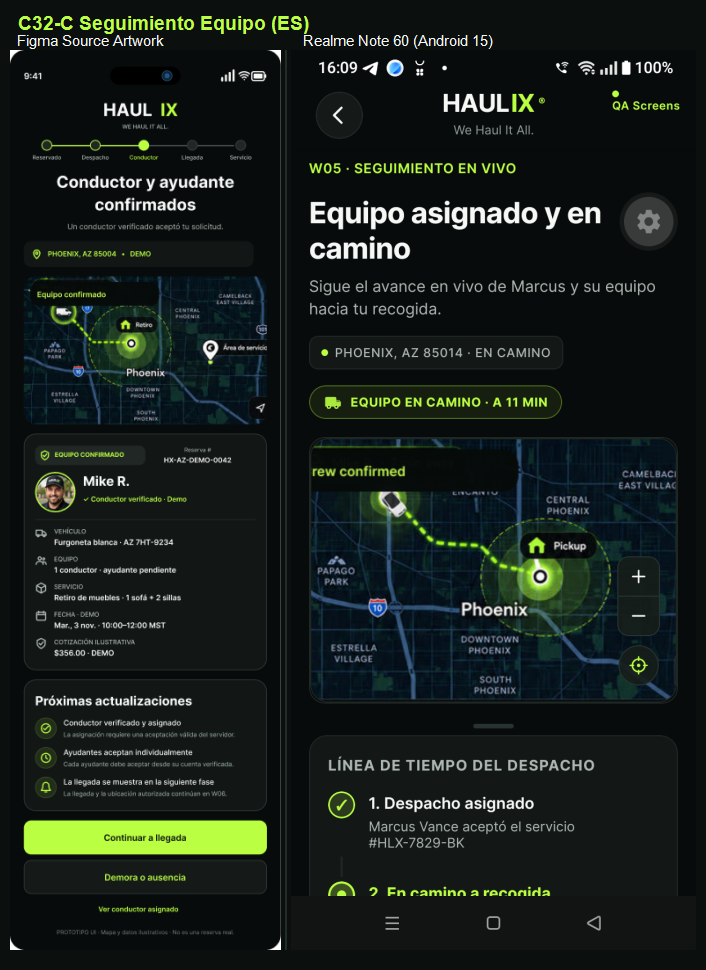 C32-C Seguimiento Equipo (ES)
Figma Source Artwork
9:41
HAUL IX
WE HAUL IT ALL.
Reservado Despacho Conductor Llegada Servicio
Conductor y ayudante
confirmados
Un conductor verificado aceptó tu solicitud.
PHOENIX, AZ 85004 • DEMO
Equipo confirmado
CAMELBACK
EAST VILLAGE
CENTRAL
PHOENIX
Retiro
PAPAGO
PARK
Área de servicio
10
Phoenix
DOWNTOWN
PHOENIX
ESTRELLA
VILLAGE
SOUTH
PHOENIX
EQUIPO CONFIRMADO
Reserva #
HX-AZ-DEMO-0042
Mike R.
✓ Conductor verificado · Demo
VEHÍCULO
Furgoneta blanca · AZ 7HT-9234
EQUIPO
1 conductor · ayudante pendiente
SERVICIO
Retiro de muebles · 1 sofá + 2 sillas
FECHA · DEMO
Mar., 3 nov. · 10:00–12:00 MST
COTIZACIÓN ILUSTRATIVA
$356.00 · DEMO
Próximas actualizaciones
Conductor verificado y asignado
La asignación requiere una aceptación válida del servidor.
Ayudantes aceptan individualmente
Cada ayudante debe aceptar desde su cuenta verificada.
La llegada se muestra en la siguiente fase
La llegada y la ubicación autorizada continúan en W06.
Continuar a llegada
Demora o ausencia
Ver conductor asignado
PROTOTIPO UI · Mapa y datos ilustrativos · No es una reserva real.
Realme Note 60 (Android 15)
16:09 100%
HAULIX®
We Haul It All.
QA Screens
W05 · SEGUIMIENTO EN VIVO
Equipo asignado y en
camino
Sigue el avance en vivo de Marcus y su equipo
hacia tu recogida.
PHOENIX, AZ 85014 · EN CAMINO
EQUIPO EN CAMINO · A 11 MIN
rew confirmed
CAMELBACK
EAST VILLAG
ENCANTO
CENTRAL
PHOENIX
Pickup
PAPAGO
PARK
10
Phoenix
DOWNTOWN
PHOENIX
ESTRELLA
VILLAGE
SOUTH
PHOENIX
+
−
LÍNEA DE TIEMPO DEL DESPACHO
1. Despacho asignado
Marcus Vance aceptó el servicio
#HLX-7829-BK
2. En camino a recogida